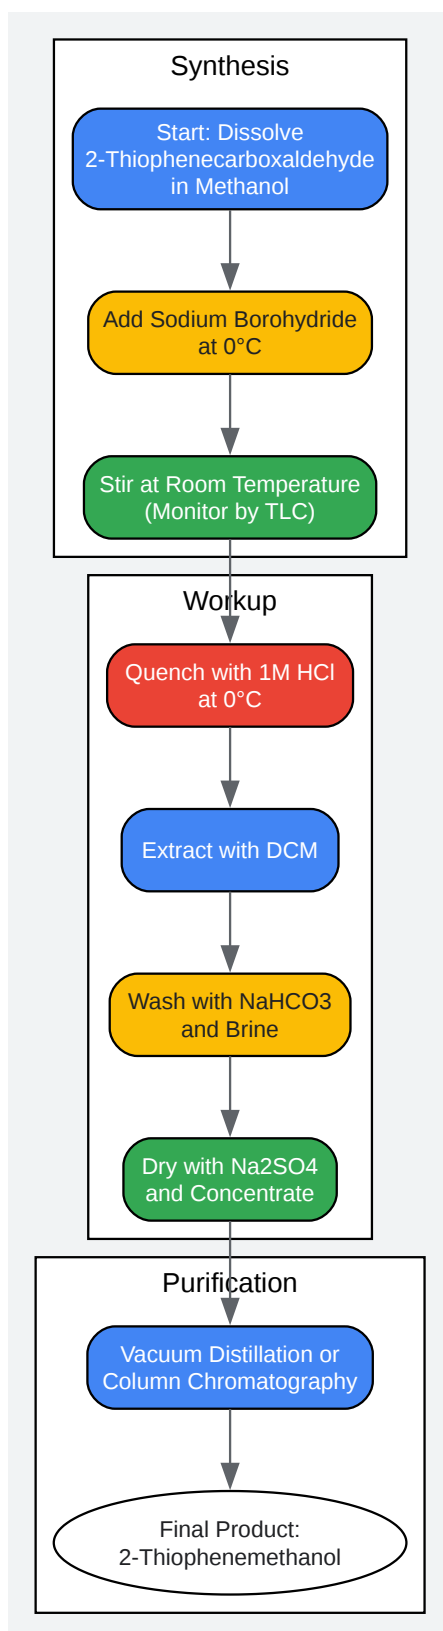 Synthesis
Start: Dissolve
2-Thiophenecarboxaldehyde
in Methanol
Add Sodium Borohydride
at 0°C
Stir at Room Temperature
(Monitor by TLC)
Workup
Quench with 1M HCl
at 0°C
Extract with DCM
Wash with NaHCO3
and Brine
Dry with Na2SO4
and Concentrate
Purification
Vacuum Distillation or
Column Chromatography
Final Product:
2-Thiophenemethanol